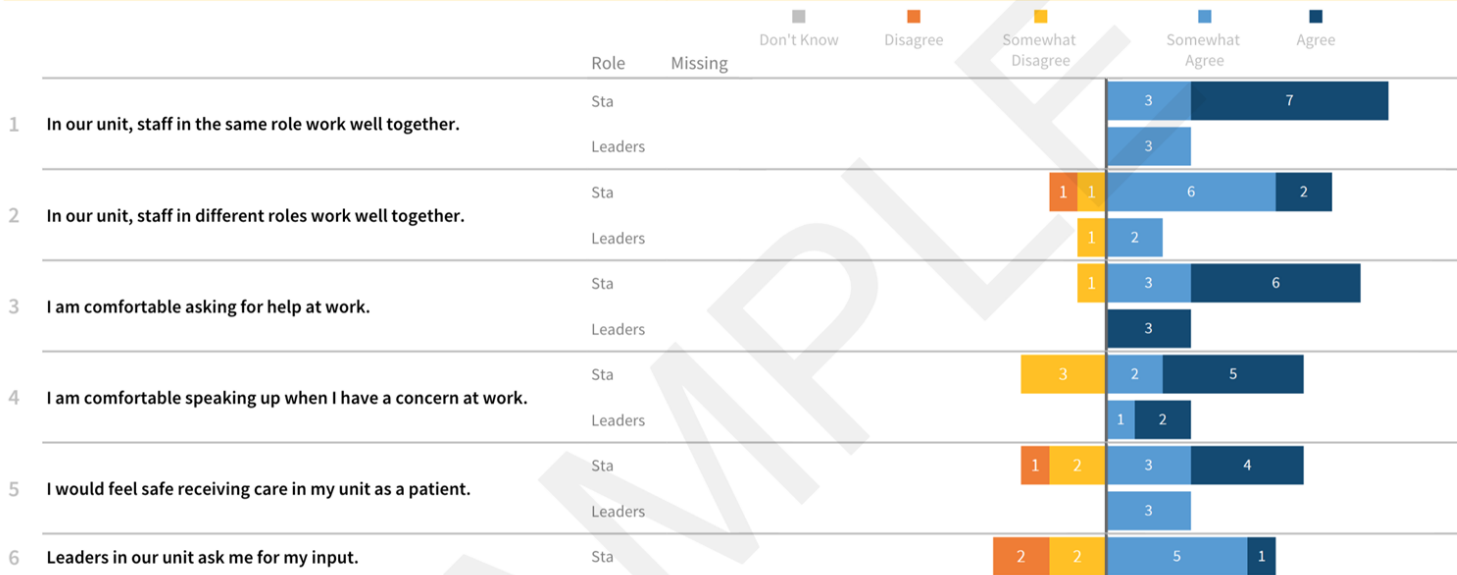 Don't Know Disagree Somewhat Disagree Somewhat Agree Agree
Role Missing
1 In our unit, staff in the same role work well together.
Sta 3 7
Leaders 3
2 In our unit, staff in different roles work well together.
Sta 1 1 6 2
Leaders 1 2
3 I am comfortable asking for help at work.
Sta 1 3 6
Leaders 3
4 I am comfortable speaking up when I have a concern at work.
Sta 3 2 5
Leaders 1 2
5 I would feel safe receiving care in my unit as a patient.
Sta 1 2 3 4
Leaders 3
6 Leaders in our unit ask me for my input.
Sta 2 2 5 1
AMPLE